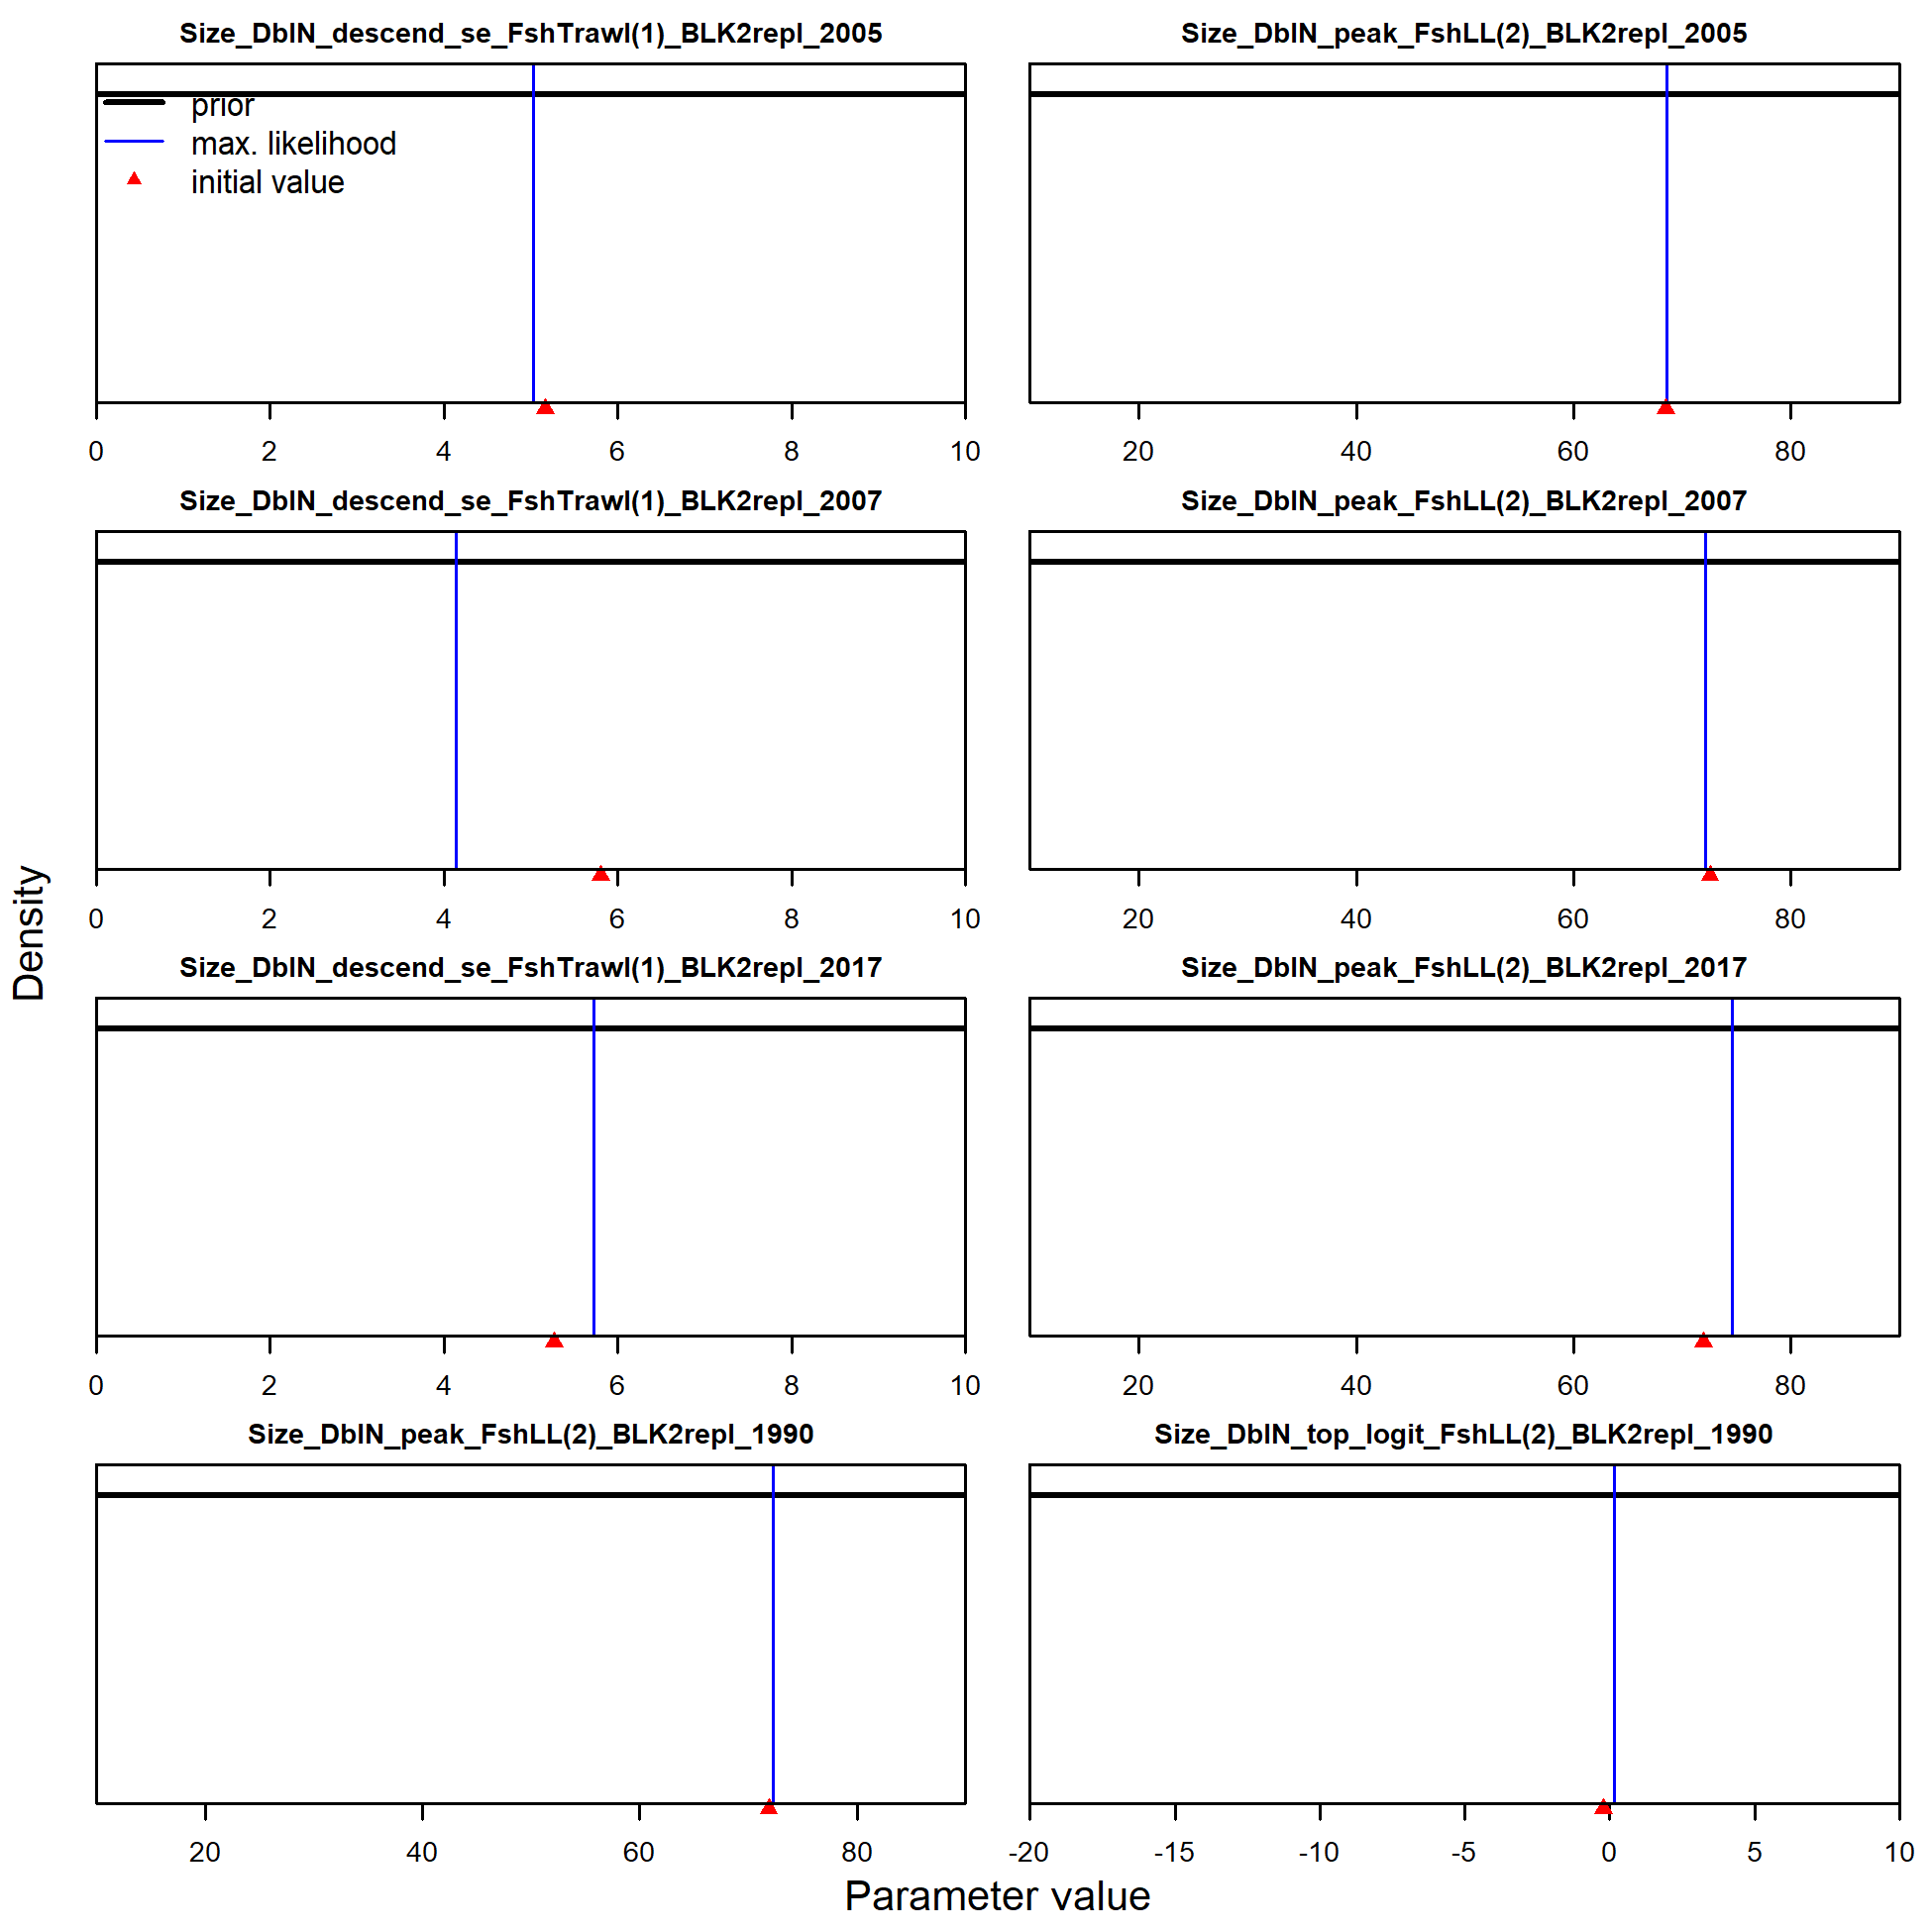 Size_DblN_descend_se_FshTrawl(1)_BLK2repl_2005
prior
max. likelihood
initial value
0 2 4 6 8 10
Size_DblN_peak_FshLL(2)_BLK2repl_2005
20 40 60 80
Size_DblN_descend_se_FshTrawl(1)_BLK2repl_2007
0 2 4 6 8 10
Size_DblN_peak_FshLL(2)_BLK2repl_2007
20 40 60 80
Size_DblN_descend_se_FshTrawl(1)_BLK2repl_2017
0 2 4 6 8 10
Size_DblN_peak_FshLL(2)_BLK2repl_2017
20 40 60 80
Size_DblN_peak_FshLL(2)_BLK2repl_1990
20 40 60 80
Size_DblN_top_logit_FshLL(2)_BLK2repl_1990
-20 -15 -10 -5 0 5 10
Density
Parameter value